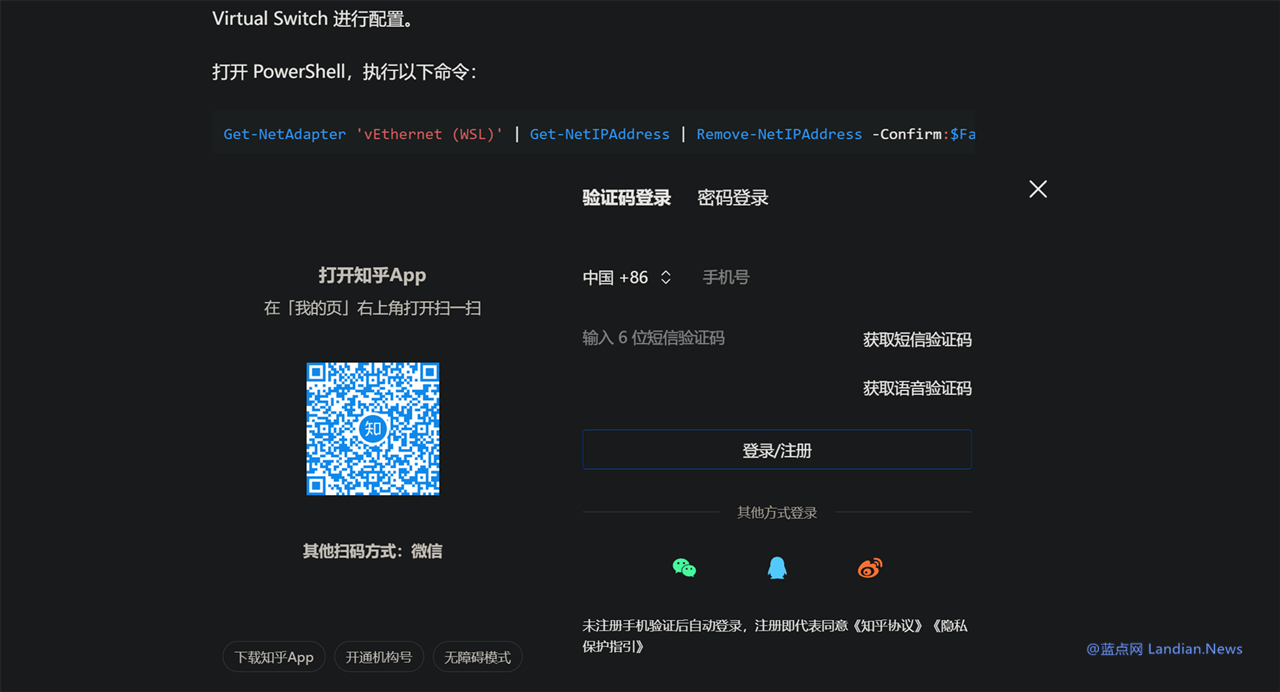 Virtual Switch 进行配置。
打开 PowerShell，执行以下命令：
Get-NetAdapter 'vEthernet (WSL)' | Get-NetIPAddress | Remove-NetIPAddress -Confirm:$Fa
验证码登录 密码登录
打开知乎App
在「我的页」右上角打开扫一扫
知
其他扫码方式：微信
下载知乎App 开通机构号 无障碍模式
中国 +86 手机号
输入 6 位短信验证码 获取短信验证码
获取语音验证码
登录/注册
其他方式登录
未注册手机验证后自动登录，注册即代表同意《知乎协议》《隐私
保护指引》
@蓝点网 Landian.News